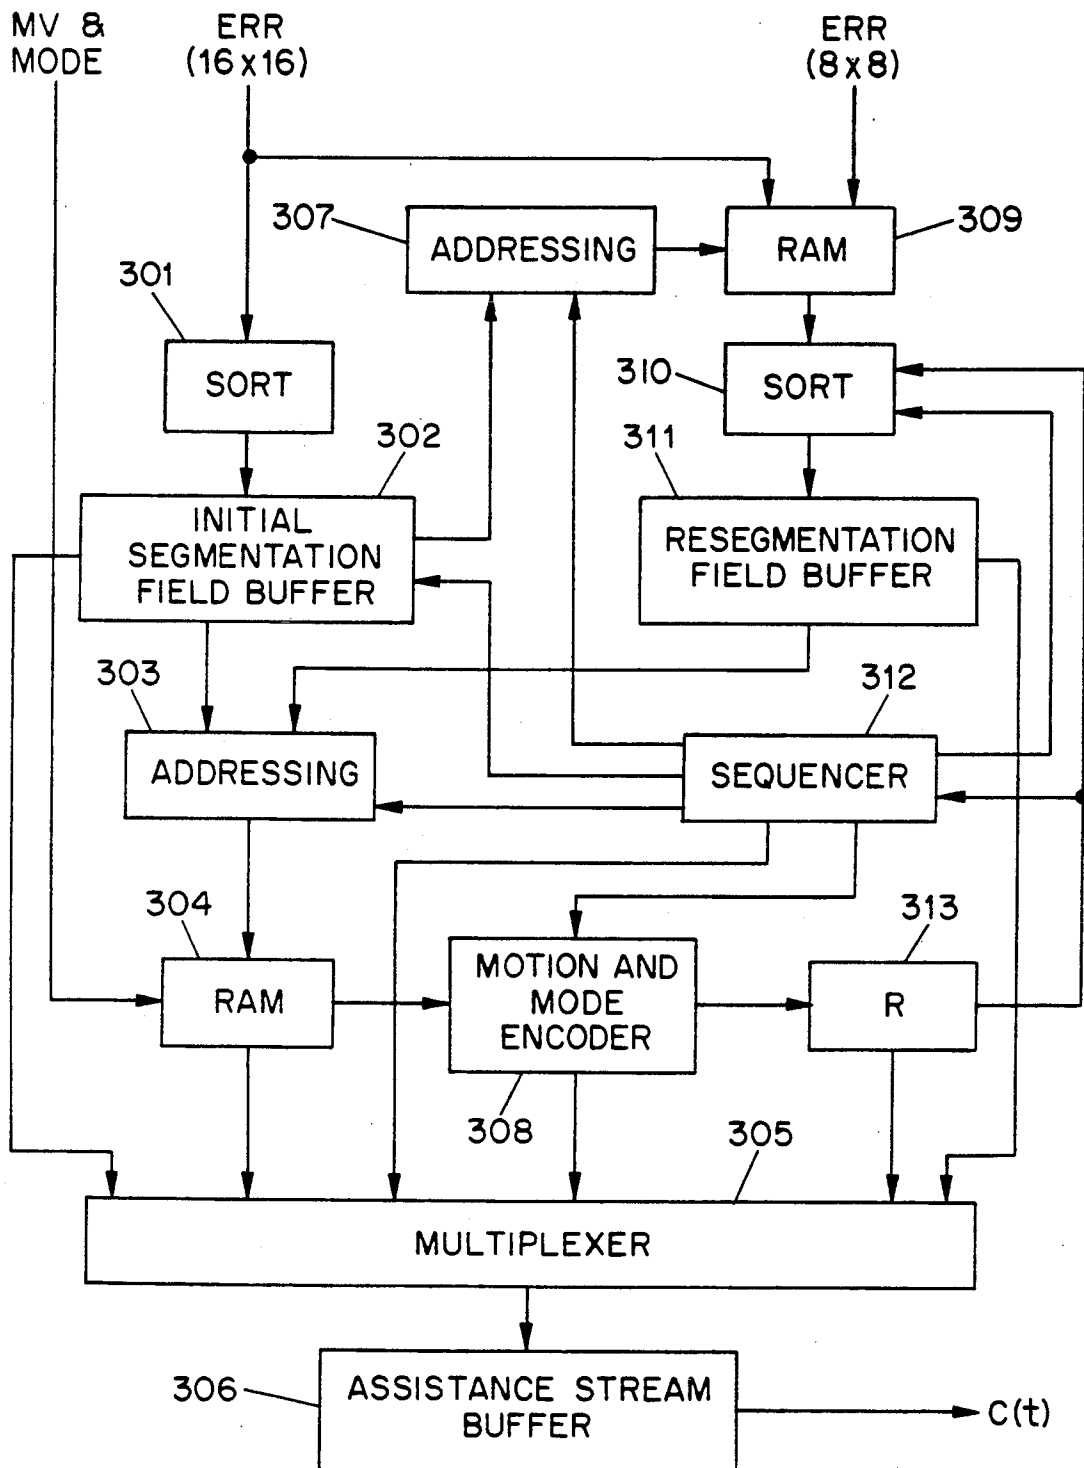 MV &
MODE
ERR
(16x16)
ERR
(8x8)
307
ADDRESSING
RAM
309
301
SORT
310
SORT
302
311
INITIAL
SEGMENTATION
FIELD BUFFER
RESEGMENTATION
FIELD BUFFER
303
312
ADDRESSING
SEQUENCER
304
313
RAM
MOTION AND
MODE
ENCODER
R
308
305
MULTIPLEXER
306
ASSISTANCE STREAM
BUFFER
C(t)